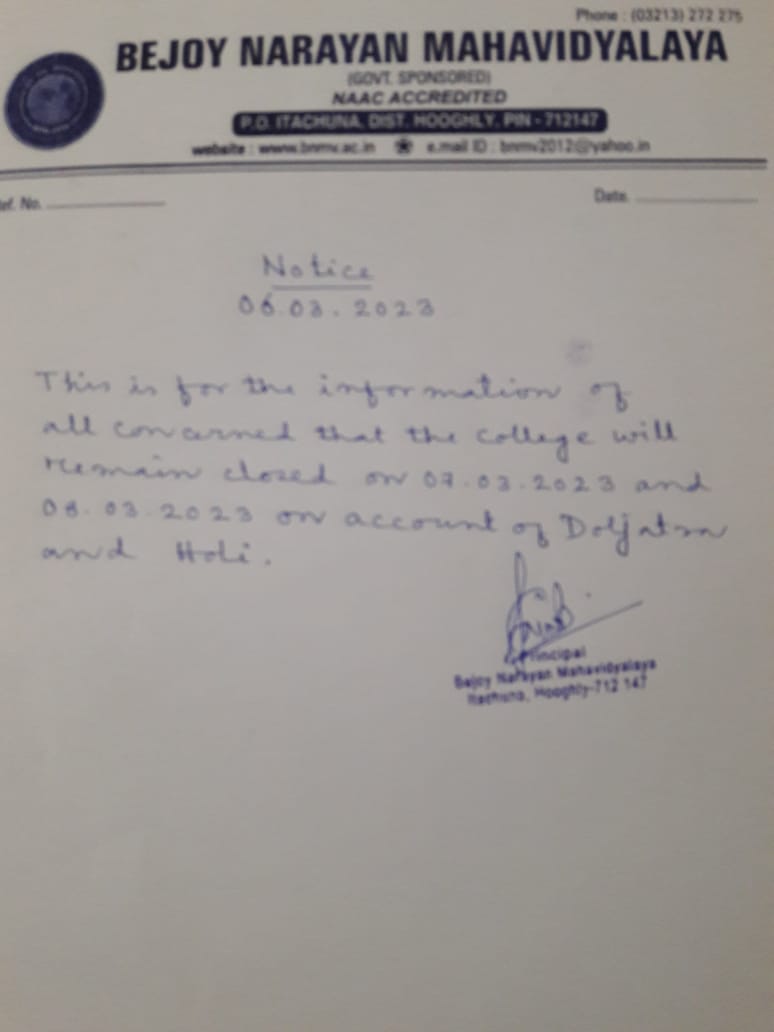 Phone : (03213) 272 275
BEJOY NARAYAN MAHAVIDYALAYA
(GOVT. SPONSORED)
NAAC ACCREDITED
P.O. ITACHUNA, DIST. HOOGHLY, PIN - 712147
website : www.bnmv.ac.in ❀ e.mail ID : bnmv2012@yahoo.in
ef. No. Date.
Notice
06.03.2023
This is for the information of
all concerned that the college will
remain closed on 07.03.2023 and
08.03.2023 on account of Doljatra
and Holi.
Principal
Bejoy Narayan Mahavidyalaya
Itachuna, Hooghly-712 147